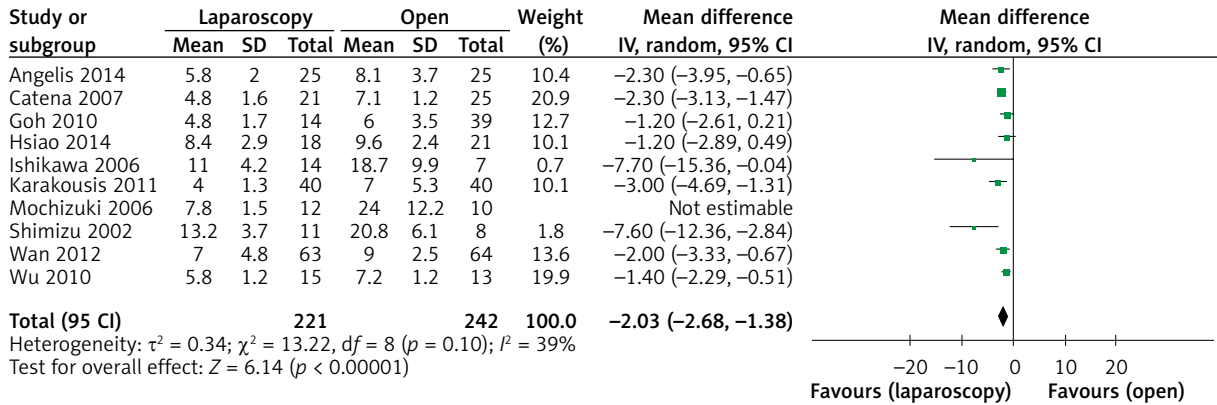 Study or Laparoscopy Open Weight Mean difference Mean difference
subgroup Mean SD Total Mean SD Total (%) IV, random, 95% CI IV, random, 95% CI
Angelis 2014 5.8 2 25 8.1 3.7 25 10.4 −2.30 (−3.95, −0.65)
Catena 2007 4.8 1.6 21 7.1 1.2 25 20.9 −2.30 (−3.13, −1.47)
Goh 2010 4.8 1.7 14 6 3.5 39 12.7 −1.20 (−2.61, 0.21)
Hsiao 2014 8.4 2.9 18 9.6 2.4 21 10.1 −1.20 (−2.89, 0.49)
Ishikawa 2006 11 4.2 14 18.7 9.9 7 0.7 −7.70 (−15.36, −0.04)
Karakousis 2011 4 1.3 40 7 5.3 40 10.1 −3.00 (−4.69, −1.31)
Mochizuki 2006 7.8 1.5 12 24 12.2 10 Not estimable
Shimizu 2002 13.2 3.7 11 20.8 6.1 8 1.8 −7.60 (−12.36, −2.84)
Wan 2012 7 4.8 63 9 2.5 64 13.6 −2.00 (−3.33, −0.67)
Wu 2010 5.8 1.2 15 7.2 1.2 13 19.9 −1.40 (−2.29, −0.51)
Total (95 CI) 221 242 100.0 −2.03 (−2.68, −1.38)
Heterogeneity: τ² = 0.34; χ² = 13.22, df = 8 (p = 0.10); I² = 39%
Test for overall effect: Z = 6.14 (p < 0.00001)
−20 −10 0 10 20
Favours (laparoscopy) Favours (open)